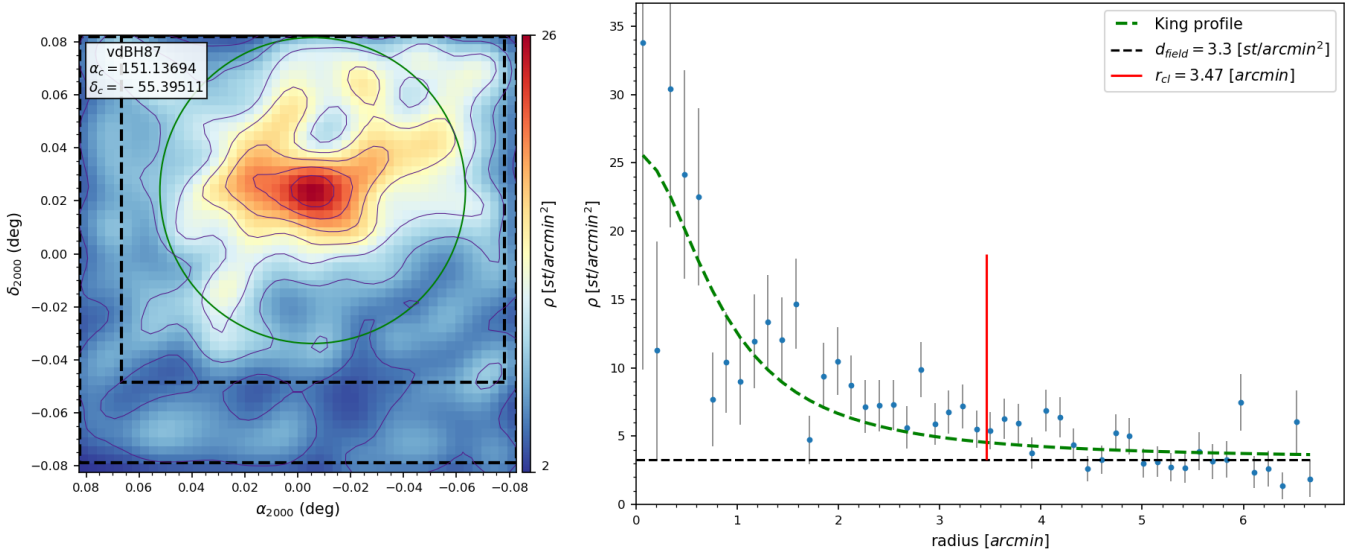 vdBH87
α_c = 151.13694
δ_c = −55.39511
0.08
0.06
0.04
0.02
0.00
−0.02
−0.04
−0.06
−0.08
δ₂₀₀₀ (deg)
0.08 0.06 0.04 0.02 0.00 −0.02 −0.04 −0.06 −0.08
α₂₀₀₀ (deg)
26
ρ [st/arcmin²]
2
King profile
d_field = 3.3 [st/arcmin²]
r_cl = 3.47 [arcmin]
35
30
25
20
15
10
5
0
ρ [st/arcmin²]
0 1 2 3 4 5 6
radius [arcmin]